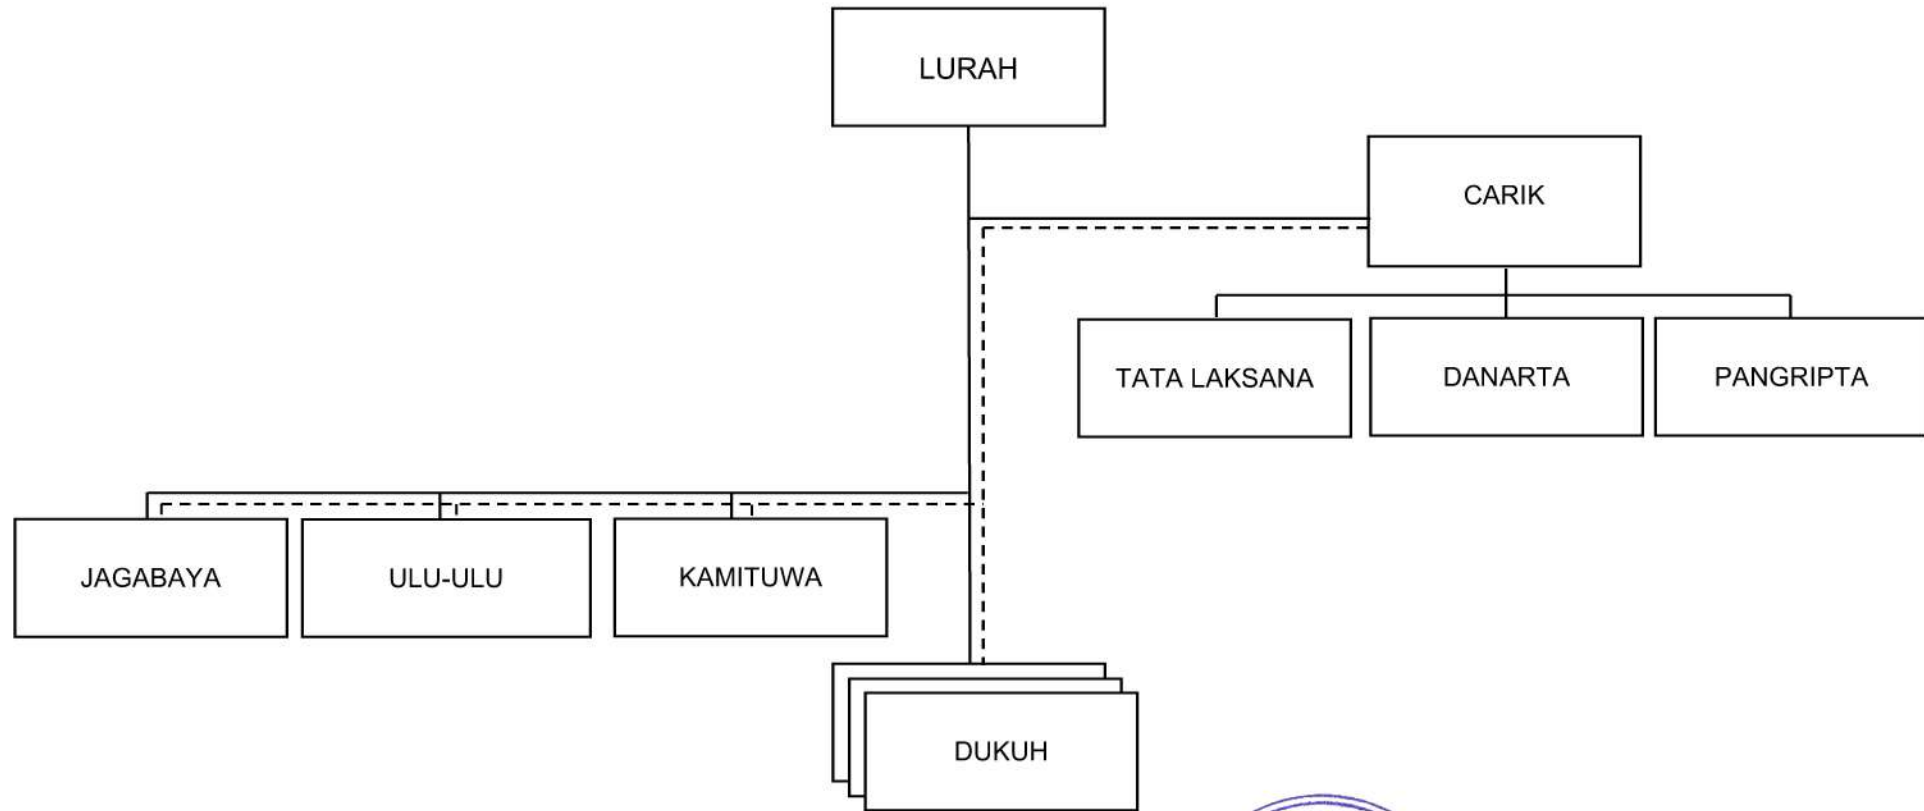 LURAH
CARIK
TATA LAKSANA
DANARTA
PANGRIPTA
JAGABAYA
ULU-ULU
KAMITUWA
DUKUH